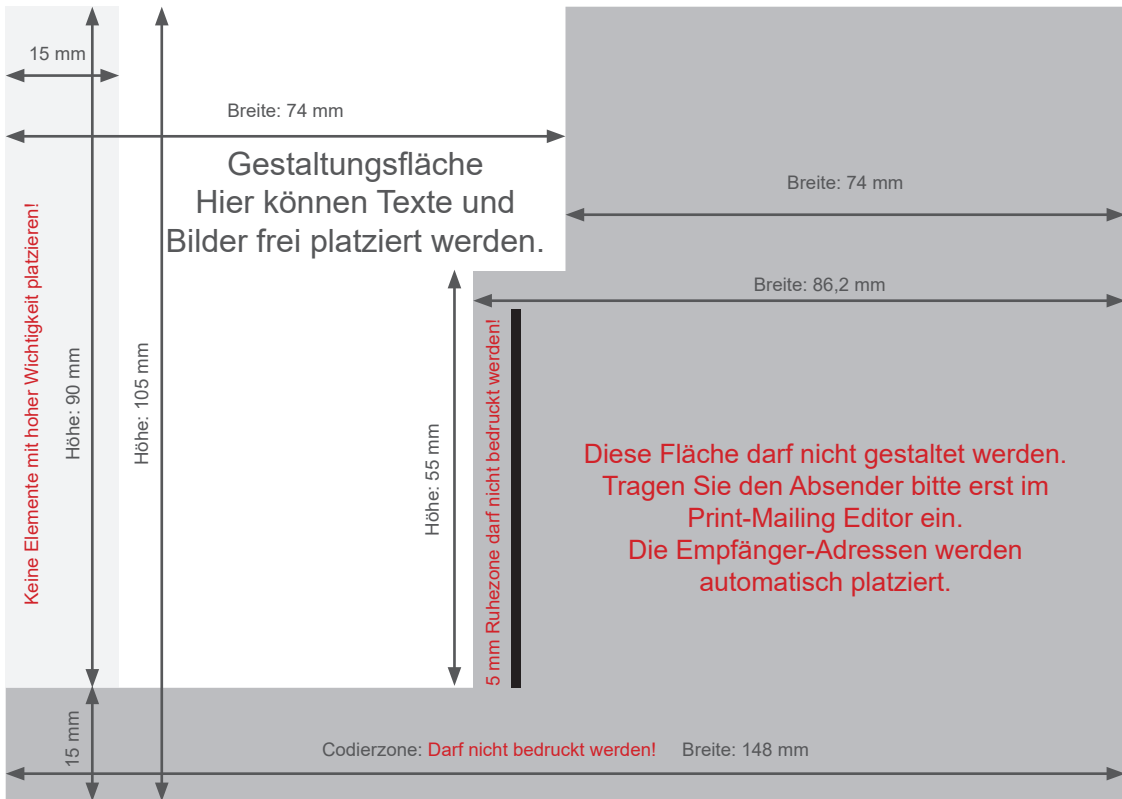 15 mm
Breite: 74 mm
Gestaltungsfläche
Hier können Texte und
Bilder frei platziert werden.
Breite: 74 mm
Breite: 86,2 mm
Keine Elemente mit hoher Wichtigkeit platzieren!
Höhe: 90 mm
Höhe: 105 mm
Höhe: 55 mm
5 mm Ruhezone darf nicht bedruckt werden!
Diese Fläche darf nicht gestaltet werden.
Tragen Sie den Absender bitte erst im
Print-Mailing Editor ein.
Die Empfänger-Adressen werden
automatisch platziert.
15 mm
Codierzone: Darf nicht bedruckt werden! Breite: 148 mm